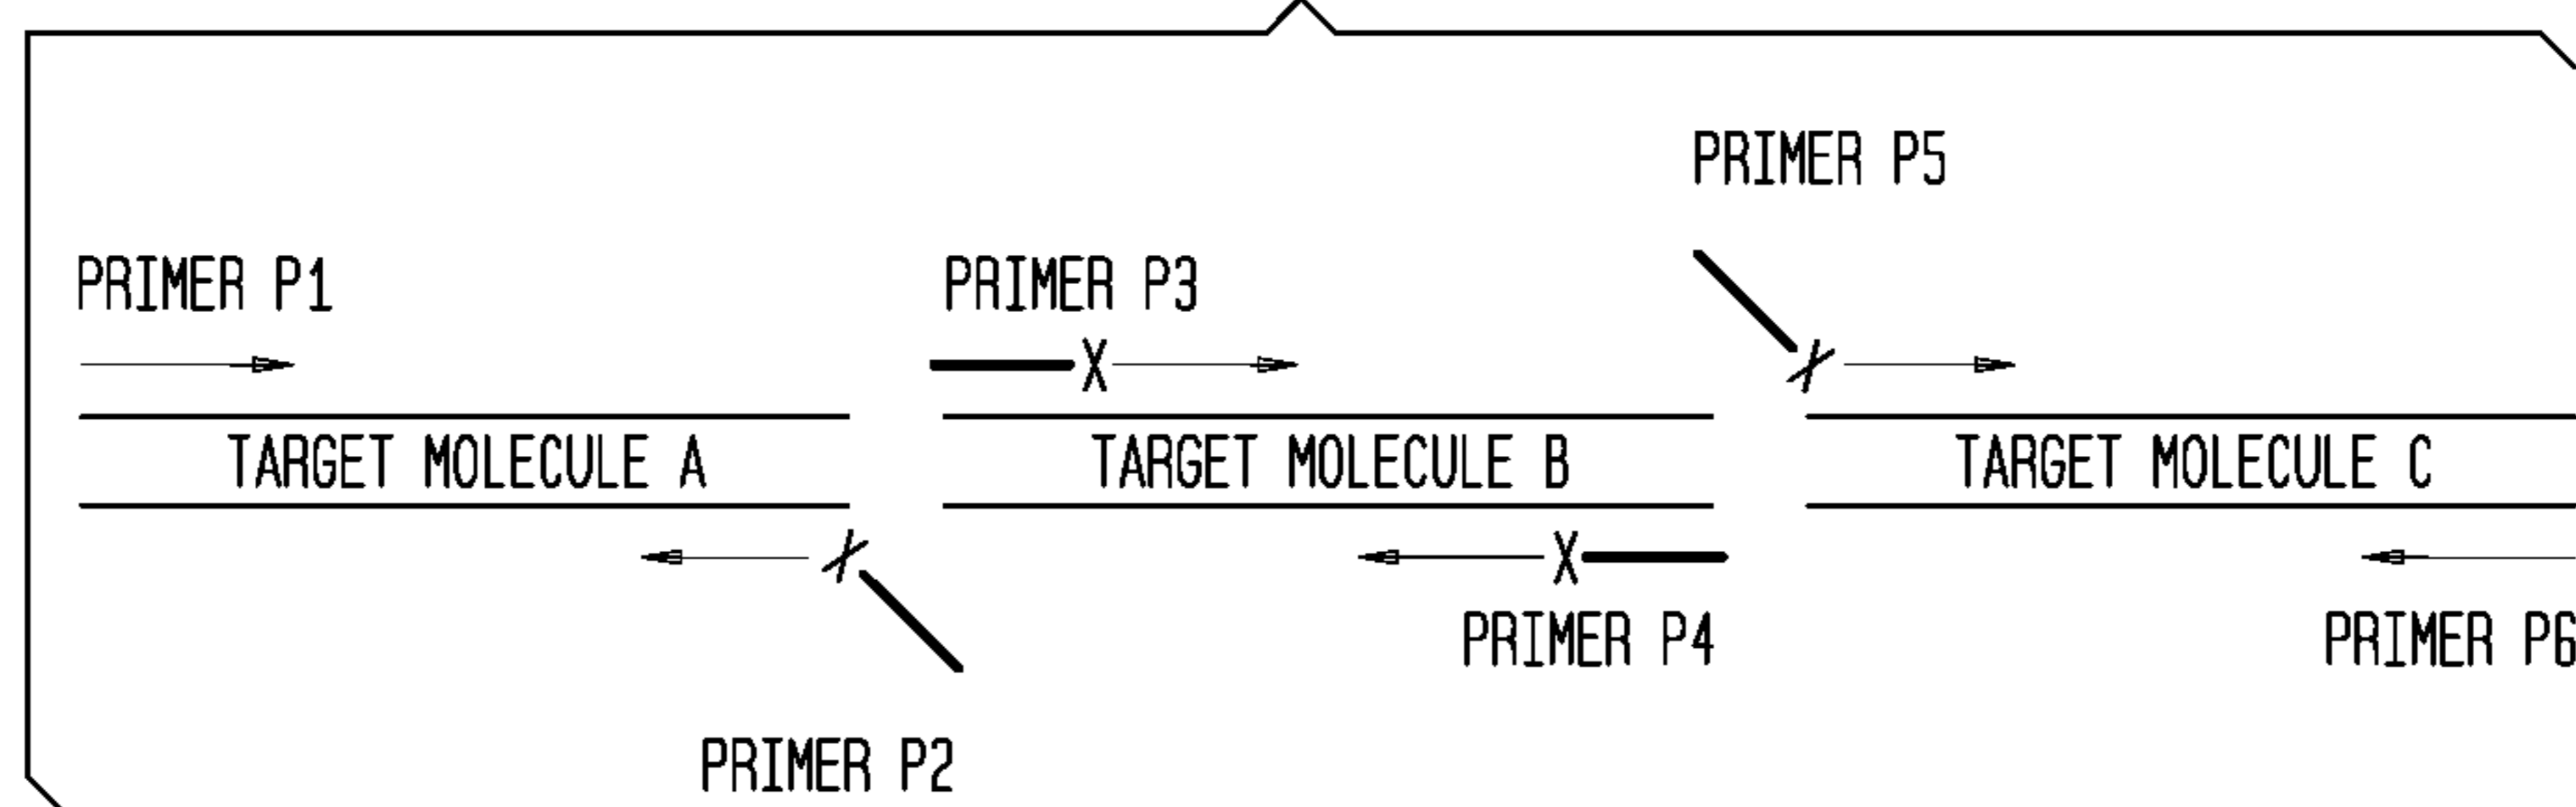 PRIMER P5
PRIMER P1
PRIMER P3
X
X
TARGET MOLECULE A
TARGET MOLECULE B
TARGET MOLECULE C
X
X
PRIMER P4
PRIMER P6
PRIMER P2